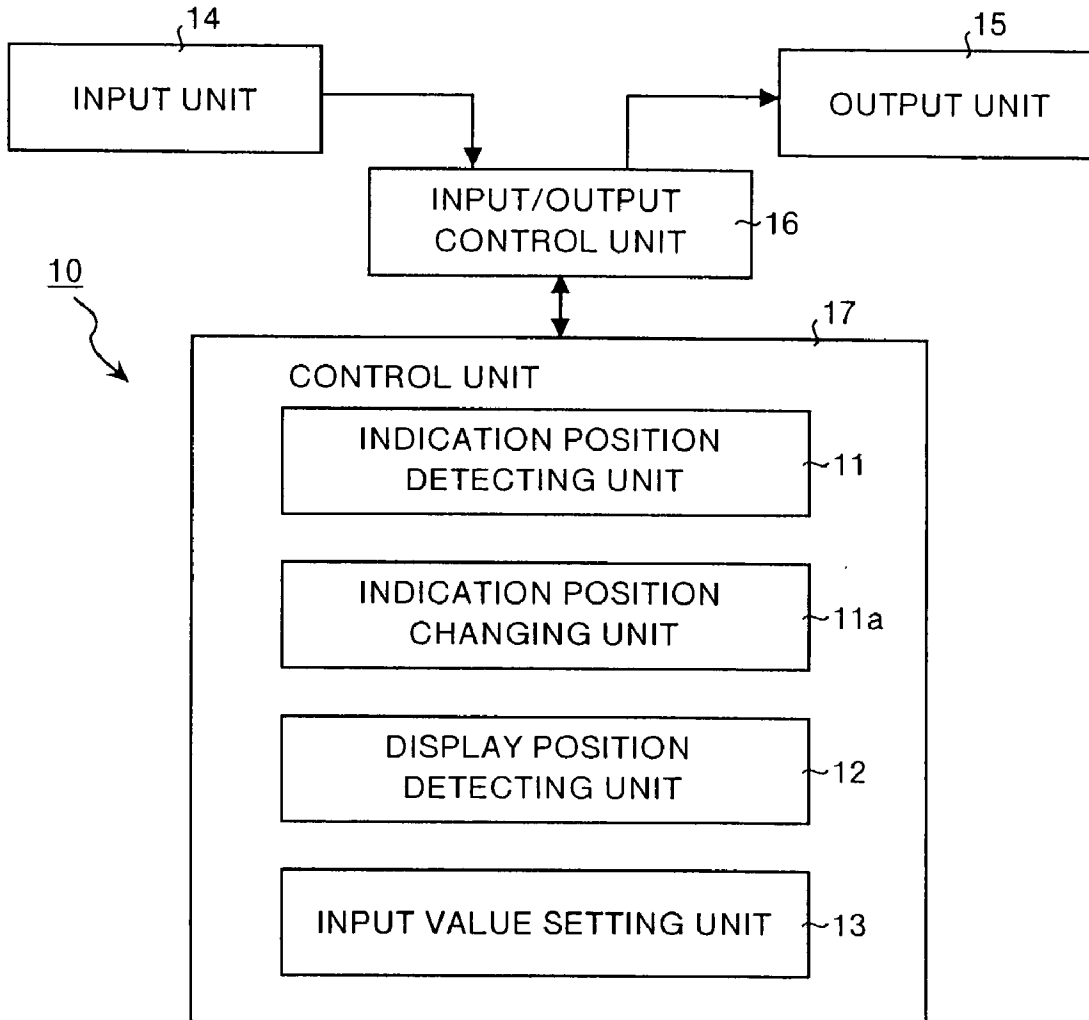 14
INPUT UNIT
15
OUTPUT UNIT
INPUT/OUTPUT
CONTROL UNIT
16
10
17
CONTROL UNIT
INDICATION POSITION
DETECTING UNIT
11
INDICATION POSITION
CHANGING UNIT
11a
DISPLAY POSITION
DETECTING UNIT
12
INPUT VALUE SETTING UNIT
13